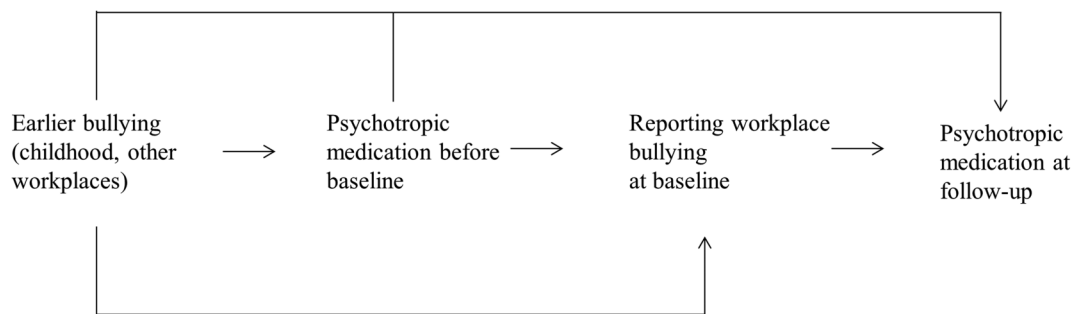 Earlier bullying
(childhood, other
workplaces)
Psychotropic
medication before
baseline
Reporting workplace
bullying
at baseline
Psychotropic
medication at
follow-up